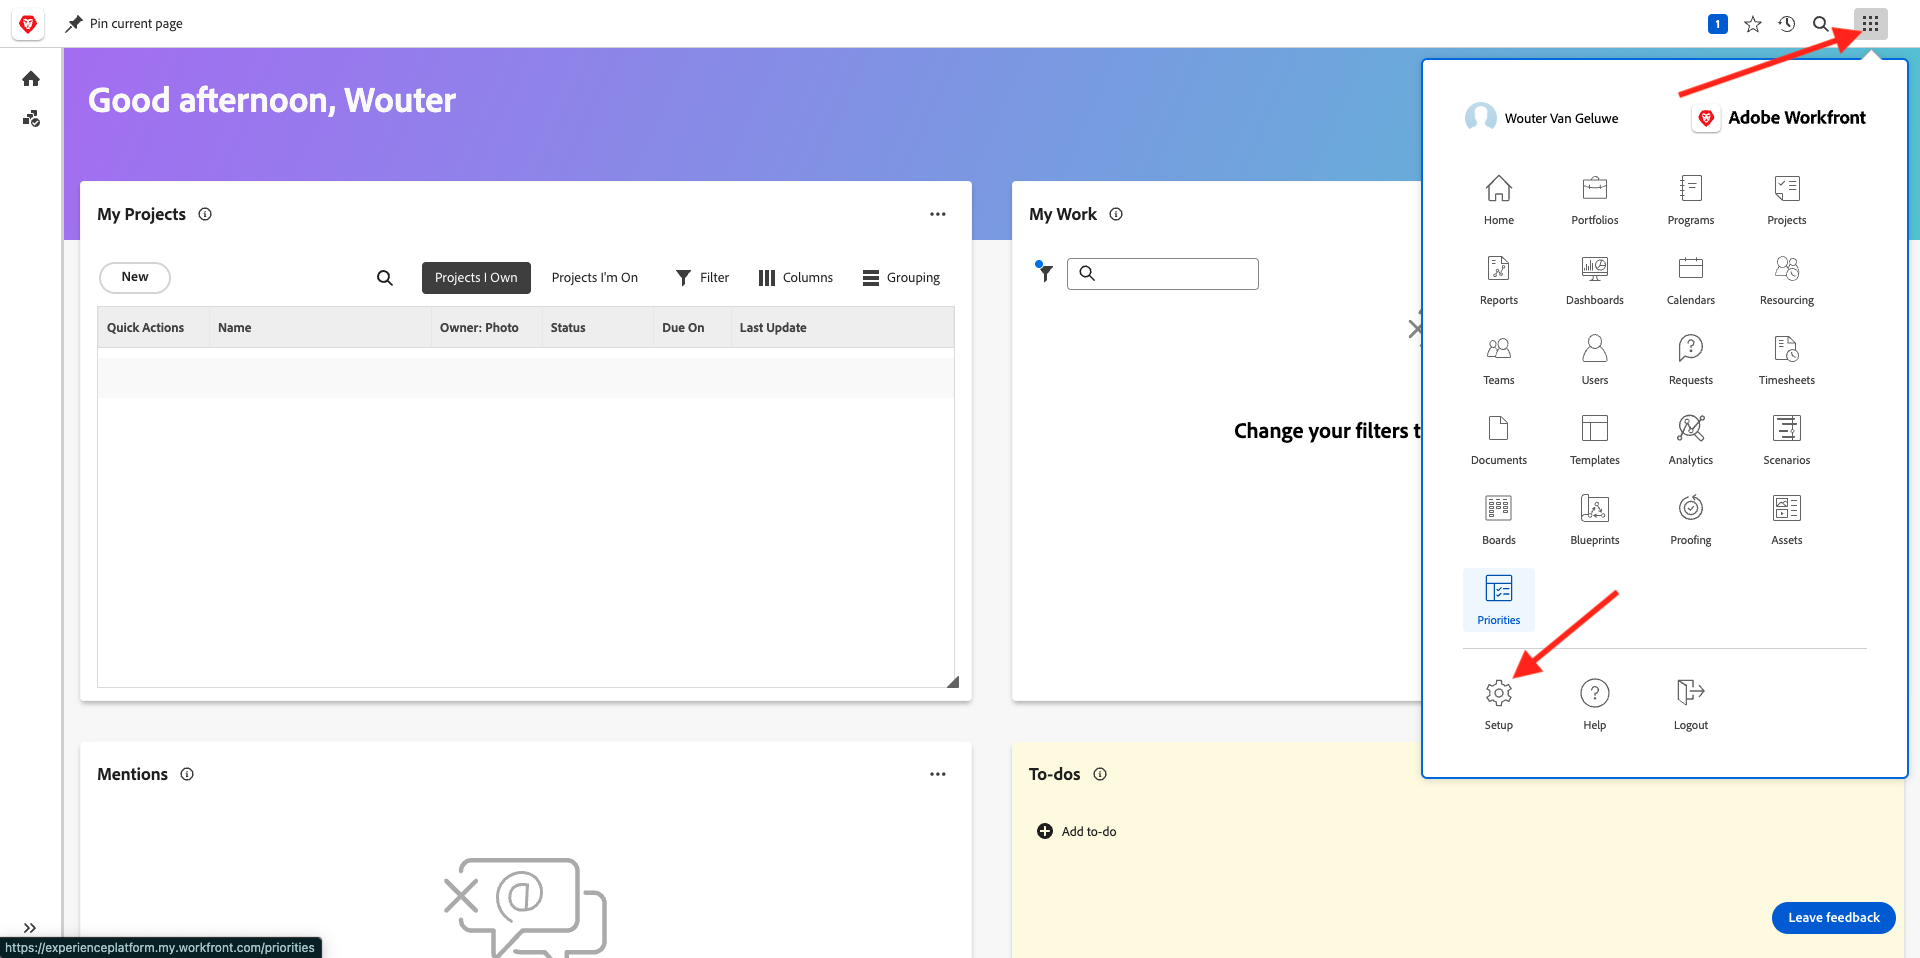 Pin current page
1
Good afternoon, Wouter
Wouter Van Geluwe
Adobe Workfront
Home
Portfolios
Programs
Projects
Reports
Dashboards
Calendars
Resourcing
Teams
Users
Requests
Timesheets
Documents
Templates
Analytics
Scenarios
Boards
Blueprints
Proofing
Assets
Priorities
Setup
Help
Logout
My Projects
New
Projects I Own
Projects I'm On
Filter
Columns
Grouping
Quick Actions
Name
Owner: Photo
Status
Due On
Last Update
My Work
Change your filters t
Mentions
To-dos
Add to-do
Leave feedback
https://experienceplatform.my.workfront.com/priorities